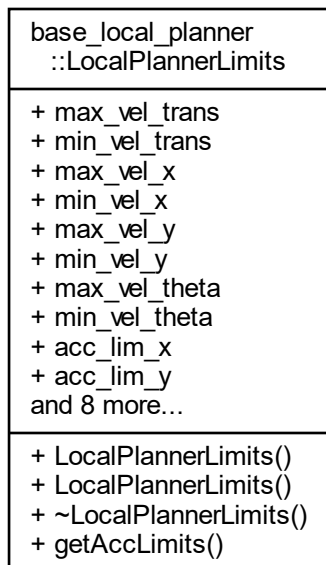 base_local_planner
::LocalPlannerLimits
+ max_vel_trans
+ min_vel_trans
+ max_vel_x
+ min_vel_x
+ max_vel_y
+ min_vel_y
+ max_vel_theta
+ min_vel_theta
+ acc_lim_x
+ acc_lim_y
and 8 more...
+ LocalPlannerLimits()
+ LocalPlannerLimits()
+ ~LocalPlannerLimits()
+ getAccLimits()